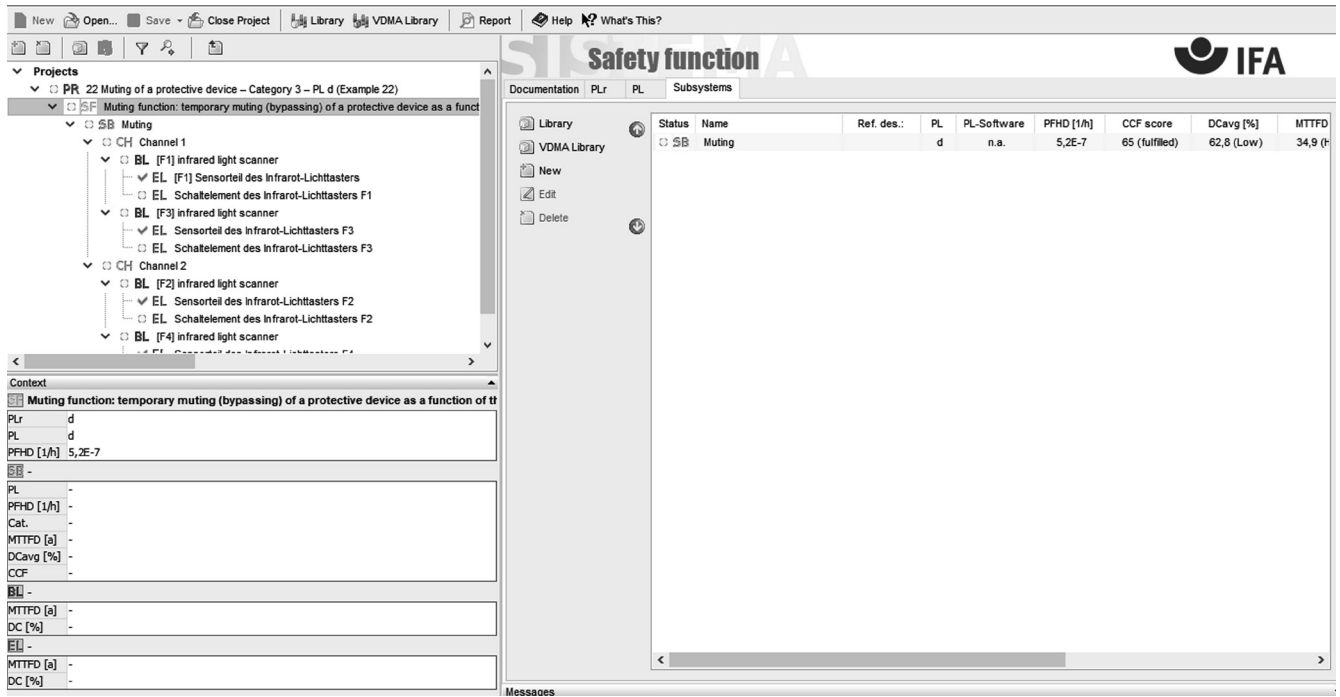 New Open... Save Close Project Library VDMA Library Report Help What's This?
Projects
PR 22 Muting of a protective device – Category 3 – PL d (Example 22)
SF Muting function: temporary muting (bypassing) of a protective device as a funct
SB Muting
CH Channel 1
BL [F1] infrared light scanner
EL [F1] Sensorteil des Infrarot-Lichttasters
EL Schaltelement des Infrarot-Lichttasters F1
BL [F3] infrared light scanner
EL Sensorteil des Infrarot-Lichttasters F3
EL Schaltelement des Infrarot-Lichttasters F3
CH Channel 2
BL [F2] infrared light scanner
EL Sensorteil des Infrarot-Lichttasters F2
EL Schaltelement des Infrarot-Lichttasters F2
BL [F4] infrared light scanner
EL Sensorteil des Infrarot-Lichttasters F4
Context
SF Muting function: temporary muting (bypassing) of a protective device as a function of th
PLr d
PL d
PFHD [1/h] 5,2E-7
SB -
PL -
PFHD [1/h] -
Cat. -
MTTFD [a] -
DCavg [%] -
CCF -
BL -
MTTFD [a] -
DC [%] -
EL -
MTTFD [a] -
DC [%] -
SISTEMA
Safety function
IFA
Documentation PLr PL Subsystems
Library
VDMA Library
New
Edit
Delete
Status Name Ref. des.: PL PL-Software PFHD [1/h] CCF score DCavg [%] MTTFD
SB Muting d n.a. 5,2E-7 65 (fulfilled) 62,8 (Low) 34,9 (H
Messages